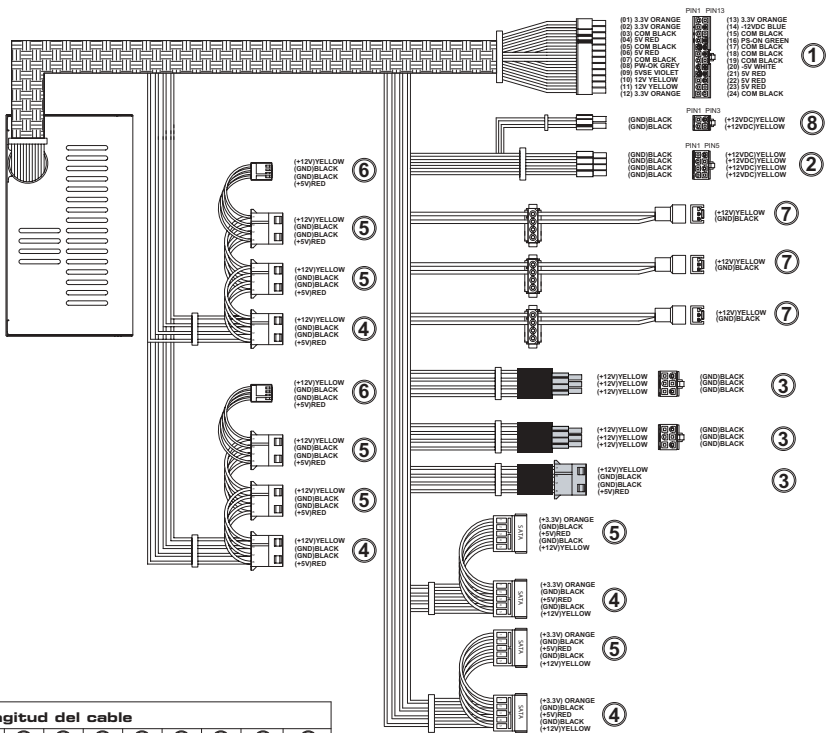 PIN1 PIN13
(01) 3.3V ORANGE
(02) 3.3V ORANGE
(03) COM BLACK
(04) 5V RED
(05) COM BLACK
(06) 5V RED
(07) COM BLACK
(08) PW-OK GREY
(09) 5VSE VIOLET
(10) 12V YELLOW
(11) 12V YELLOW
(12) 3.3V ORANGE
(13) 3.3V ORANGE
(14) -12VDC BLUE
(15) COM BLACK
(16) PS-ON GREEN
(17) COM BLACK
(18) COM BLACK
(19) COM BLACK
(20) -5V WHITE
(21) 5V RED
(22) 5V RED
(23) 5V RED
(24) COM BLACK
1
PIN1 PIN3
(GND)BLACK
(GND)BLACK
(+12VDC)YELLOW
(+12VDC)YELLOW
8
PIN1 PIN5
(GND)BLACK
(GND)BLACK
(GND)BLACK
(GND)BLACK
(+12VDC)YELLOW
(+12VDC)YELLOW
(+12VDC)YELLOW
(+12VDC)YELLOW
2
(+12V)YELLOW
(GND)BLACK
7
(+12V)YELLOW
(GND)BLACK
7
(+12V)YELLOW
(GND)BLACK
7
(+12V)YELLOW
(GND)BLACK
(GND)BLACK
(+5V)RED
6
(+12V)YELLOW
(GND)BLACK
(GND)BLACK
(+5V)RED
5
(+12V)YELLOW
(GND)BLACK
(GND)BLACK
(+5V)RED
5
(+12V)YELLOW
(GND)BLACK
(GND)BLACK
(+5V)RED
4
(+12V)YELLOW
(GND)BLACK
(GND)BLACK
(+5V)RED
6
(+12V)YELLOW
(GND)BLACK
(GND)BLACK
(+5V)RED
5
(+12V)YELLOW
(GND)BLACK
(GND)BLACK
(+5V)RED
5
(+12V)YELLOW
(GND)BLACK
(GND)BLACK
(+5V)RED
4
(+12V)YELLOW
(+12V)YELLOW
(+12V)YELLOW
(GND)BLACK
(GND)BLACK
(GND)BLACK
3
(+12V)YELLOW
(+12V)YELLOW
(+12V)YELLOW
(GND)BLACK
(GND)BLACK
(GND)BLACK
3
(+12V)YELLOW
(GND)BLACK
(GND)BLACK
(+5V)RED
3
SATA
(+3.3V) ORANGE
(GND)BLACK
(+5V)RED
(GND)BLACK
(+12V)YELLOW
5
SATA
(+3.3V) ORANGE
(GND)BLACK
(+5V)RED
(GND)BLACK
(+12V)YELLOW
4
SATA
(+3.3V) ORANGE
(GND)BLACK
(+5V)RED
(GND)BLACK
(+12V)YELLOW
5
SATA
(+3.3V) ORANGE
(GND)BLACK
(+5V)RED
(GND)BLACK
(+12V)YELLOW
4
del cable